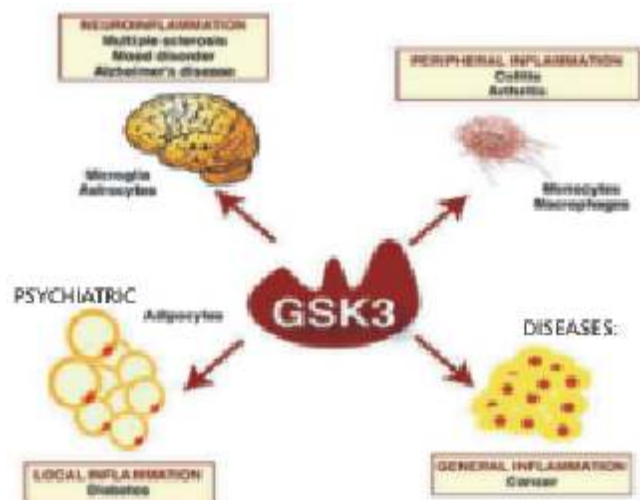 NEUROINFLAMMATION
Multiple sclerosis
Mood disorder
Alzheimer's disease
PERIPHERAL INFLAMMATION
Colitis
Arthritis
Microglia
Astrocytes
Monocytes
Macrophages
PSYCHIATRIC
Adipocytes
GSK3
DISEASES:
LOCAL INFLAMMATION
Diabetes
GENERAL INFLAMMATION
Cancer